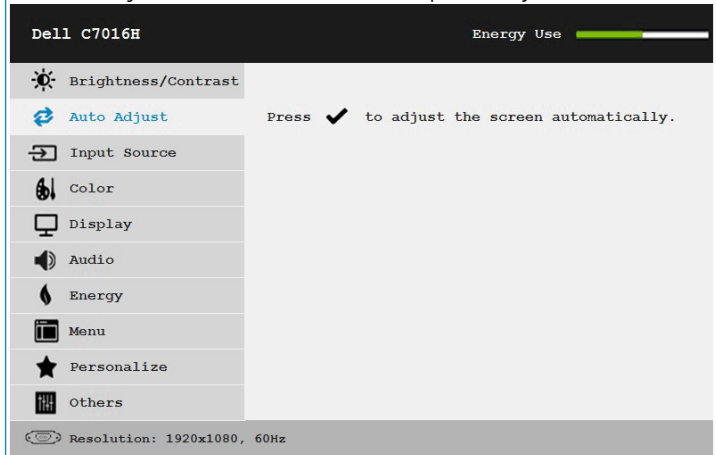 Dell C7016H
Energy Use
Brightness/Contrast
Auto Adjust
Press ✔ to adjust the screen automatically.
Input Source
Color
Display
Audio
Energy
Menu
Personalize
Others
Resolution: 1920x1080, 60Hz